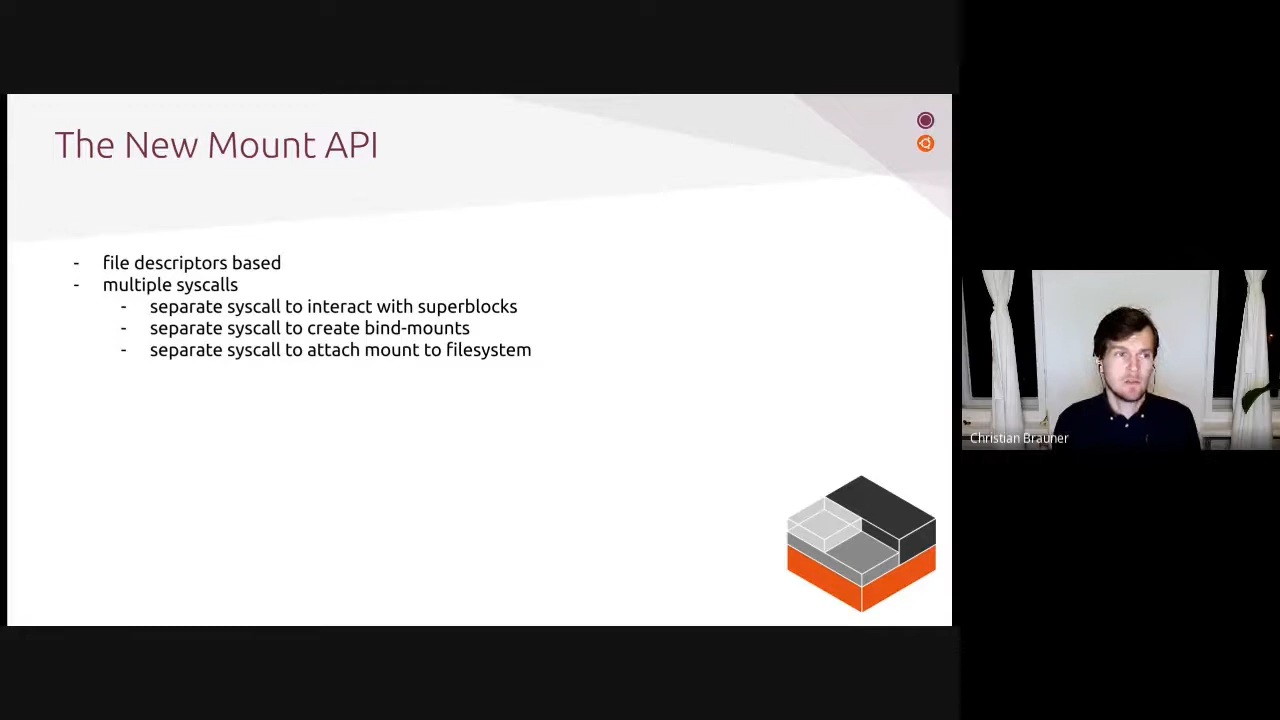 The New Mount API
- file descriptors based
- multiple syscalls
- separate syscall to interact with superblocks
- separate syscall to create bind-mounts
- separate syscall to attach mount to filesystem
Christian Brauner